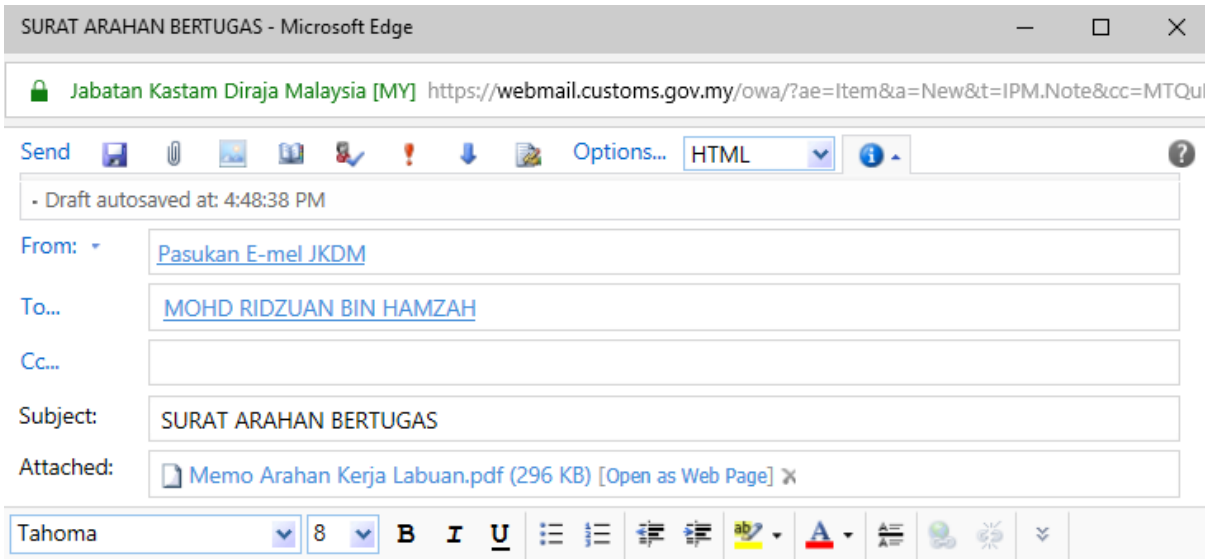 SURAT ARAHAN BERTUGAS - Microsoft Edge
Jabatan Kastam Diraja Malaysia [MY] https://webmail.customs.gov.my/owa/?ae=Item&a=New&t=IPM.Note&cc=MTQu
Send Options... HTML
• Draft autosaved at: 4:48:38 PM
From: Pasukan E-mel JKDM
To... MOHD RIDZUAN BIN HAMZAH
Cc...
Subject: SURAT ARAHAN BERTUGAS
Attached: Memo Arahan Kerja Labuan.pdf (296 KB) [Open as Web Page]
Tahoma 8 B I U ab A